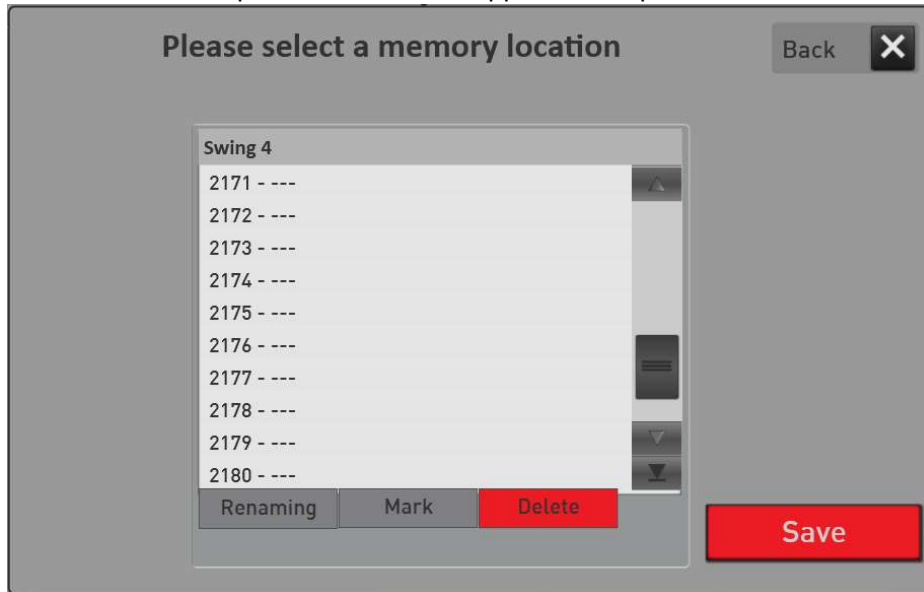 Please select a memory location
Back
Swing 4
2171 - ---
2172 - ---
2173 - ---
2174 - ---
2175 - ---
2176 - ---
2177 - ---
2178 - ---
2179 - ---
2180 - ---
Renaming Mark Delete
Save